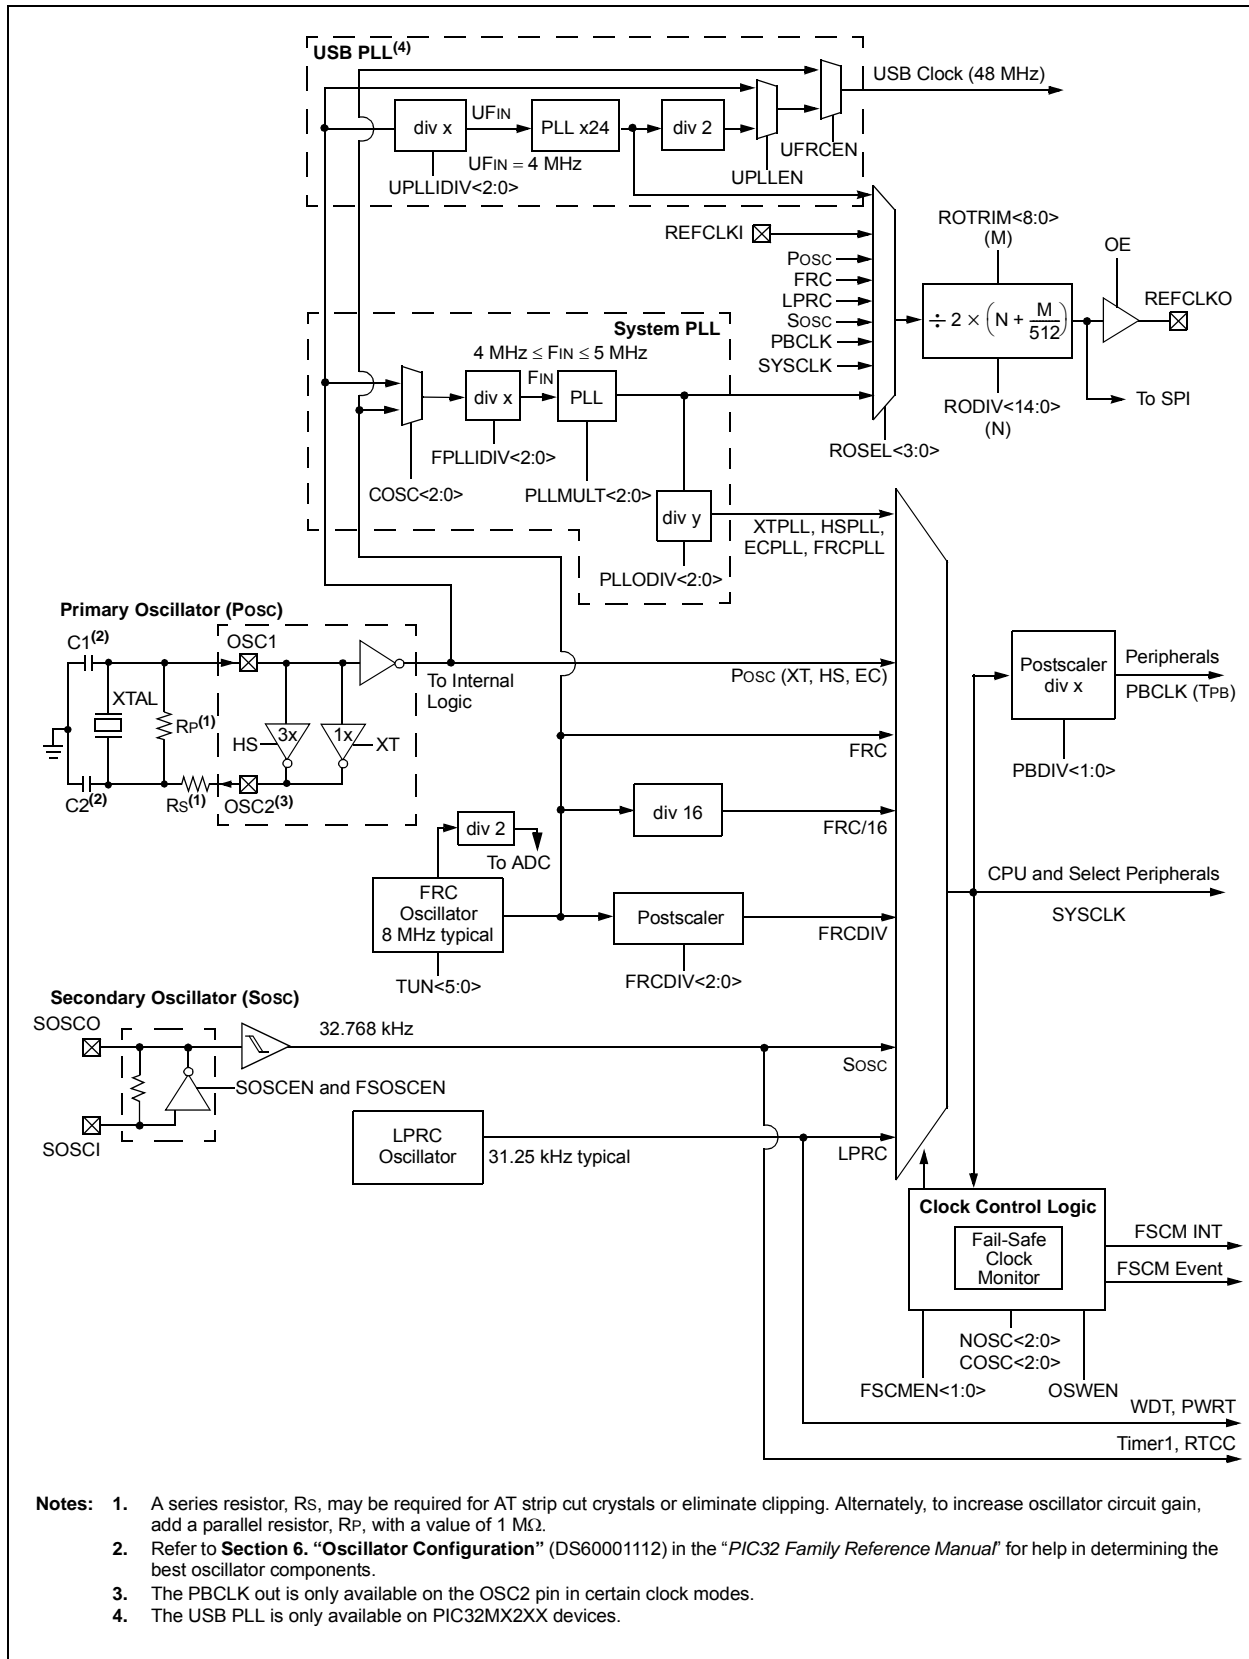 USB PLL(4)
USB Clock (48 MHz)
UFIN
div x
PLL x24
div 2
UFRCEN
UFIN = 4 MHz
UPLLEN
UPLLIDIV<2:0>
REFCLKI
ROTRIM<8:0>
(M)
OE
POSC
FRC
LPRC
SOSC
PBCLK
SYSCLK
÷ 2 × (N + M/512)
REFCLKO
System PLL
4 MHz ≤ FIN ≤ 5 MHz
FIN
div x
PLL
To SPI
RODIV<14:0>
(N)
ROSEL<3:0>
FPLLIDIV<2:0>
COSC<2:0>
PLLMULT<2:0>
div y
XTPLL, HSPLL,
ECPLL, FRCPLL
PLLODIV<2:0>
Primary Oscillator (POSC)
C1(2)
OSC1
XTAL
RP(1)
To Internal
Logic
POSC (XT, HS, EC)
Postscaler
div x
Peripherals
PBCLK (TPB)
HS
3x
1x
XT
FRC
PBDIV<1:0>
C2(2)
RS(1)
OSC2(3)
div 2
To ADC
div 16
FRC/16
CPU and Select Peripherals
SYSCLK
FRC
Oscillator
8 MHz typical
Postscaler
FRCDIV
TUN<5:0>
FRCDIV<2:0>
Secondary Oscillator (SOSC)
SOSCO
32.768 kHz
SOSC
SOSCEN and FSOSCEN
SOSCI
LPRC
Oscillator
31.25 kHz typical
LPRC
Clock Control Logic
Fail-Safe
Clock
Monitor
FSCM INT
FSCM Event
NOSC<2:0>
COSC<2:0>
FSCMEN<1:0>
OSWEN
WDT, PWRT
Timer1, RTCC
Notes: 1. A series resistor, RS, may be required for AT strip cut crystals or eliminate clipping. Alternately, to increase oscillator circuit gain,
add a parallel resistor, RP, with a value of 1 MΩ.
2. Refer to Section 6. “Oscillator Configuration” (DS60001112) in the “PIC32 Family Reference Manual” for help in determining the
best oscillator components.
3. The PBCLK out is only available on the OSC2 pin in certain clock modes.
4. The USB PLL is only available on PIC32MX2XX devices.